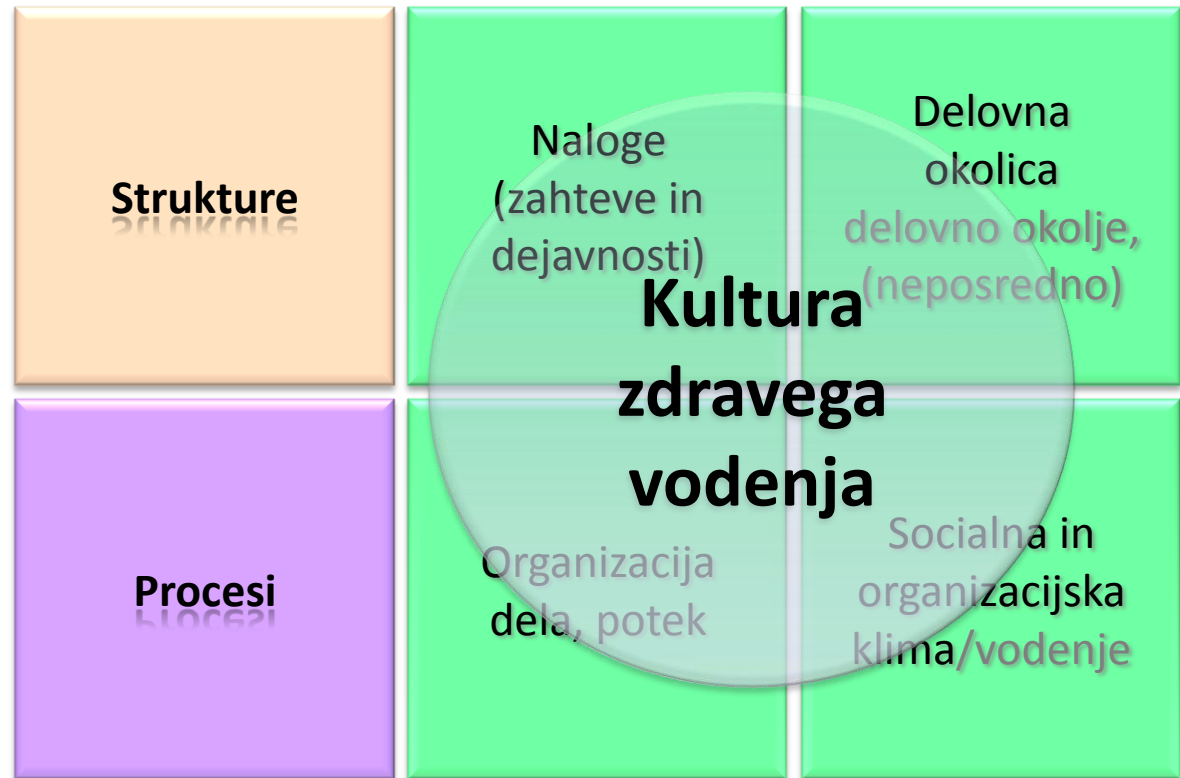 Strukture
Naloge
(zahteve in
dejavnosti)
Delovna
okolica
delovno okolje,
(neposredno)
Kultura
zdravega
vodenja
Procesi
Organizacija
dela, potek
Socialna in
organizacijska
klima/vodenje